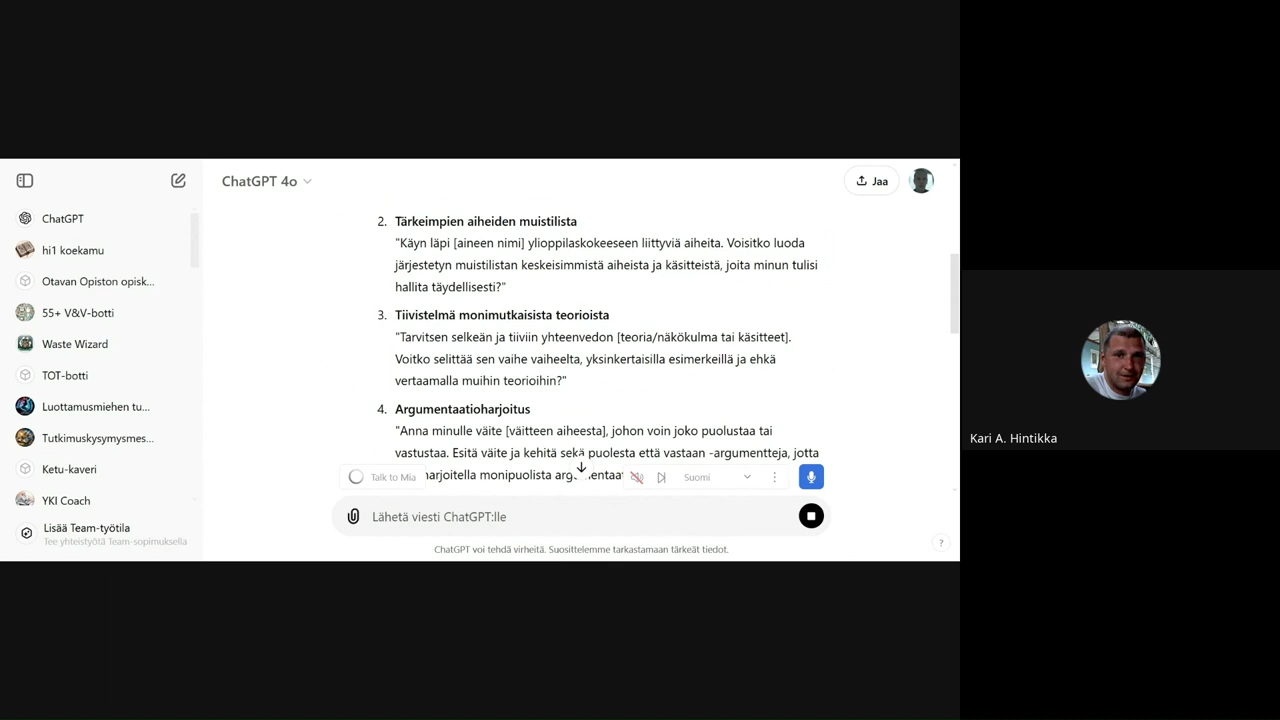 ChatGPT 4o
Jaa
ChatGPT
hi1 koekamu
Otavan Opiston opisk...
55+ V&V-botti
Waste Wizard
TOT-botti
Luottamusmiehen tu...
Tutkimuskysymysmes...
Ketu-kaveri
YKI Coach
Lisää Team-työtila
Tee yhteistyötä Team-sopimuksella
2. Tärkeimpien aiheiden muistilista
"Käyn läpi [aineen nimi] ylioppilaskokeeseen liittyviä aiheita. Voisitko luoda
järjestetyn muistilistan keskeisimmistä aiheista ja käsitteistä, joita minun tulisi
hallita täydellisesti?"
3. Tiivistelmä monimutkaisista teorioista
"Tarvitsen selkeän ja tiiviin yhteenvedon [teoria/näkökulma tai käsitteet].
Voitko selittää sen vaihe vaiheelta, yksinkertaisilla esimerkeillä ja ehkä
vertaamalla muihin teorioihin?"
4. Argumentaatioharjoitus
"Anna minulle väite [väitteen aiheesta], johon voin joko puolustaa tai
vastustaa. Esitä väite ja kehitä sekä puolesta että vastaan -argumentteja, jotta
harjoitella monipuolista
Talk to Mia
Suomi
Lähetä viesti ChatGPT:lle
ChatGPT voi tehdä virheitä. Suosittelemme tarkastamaan tärkeät tiedot.
?
Kari A. Hintikka